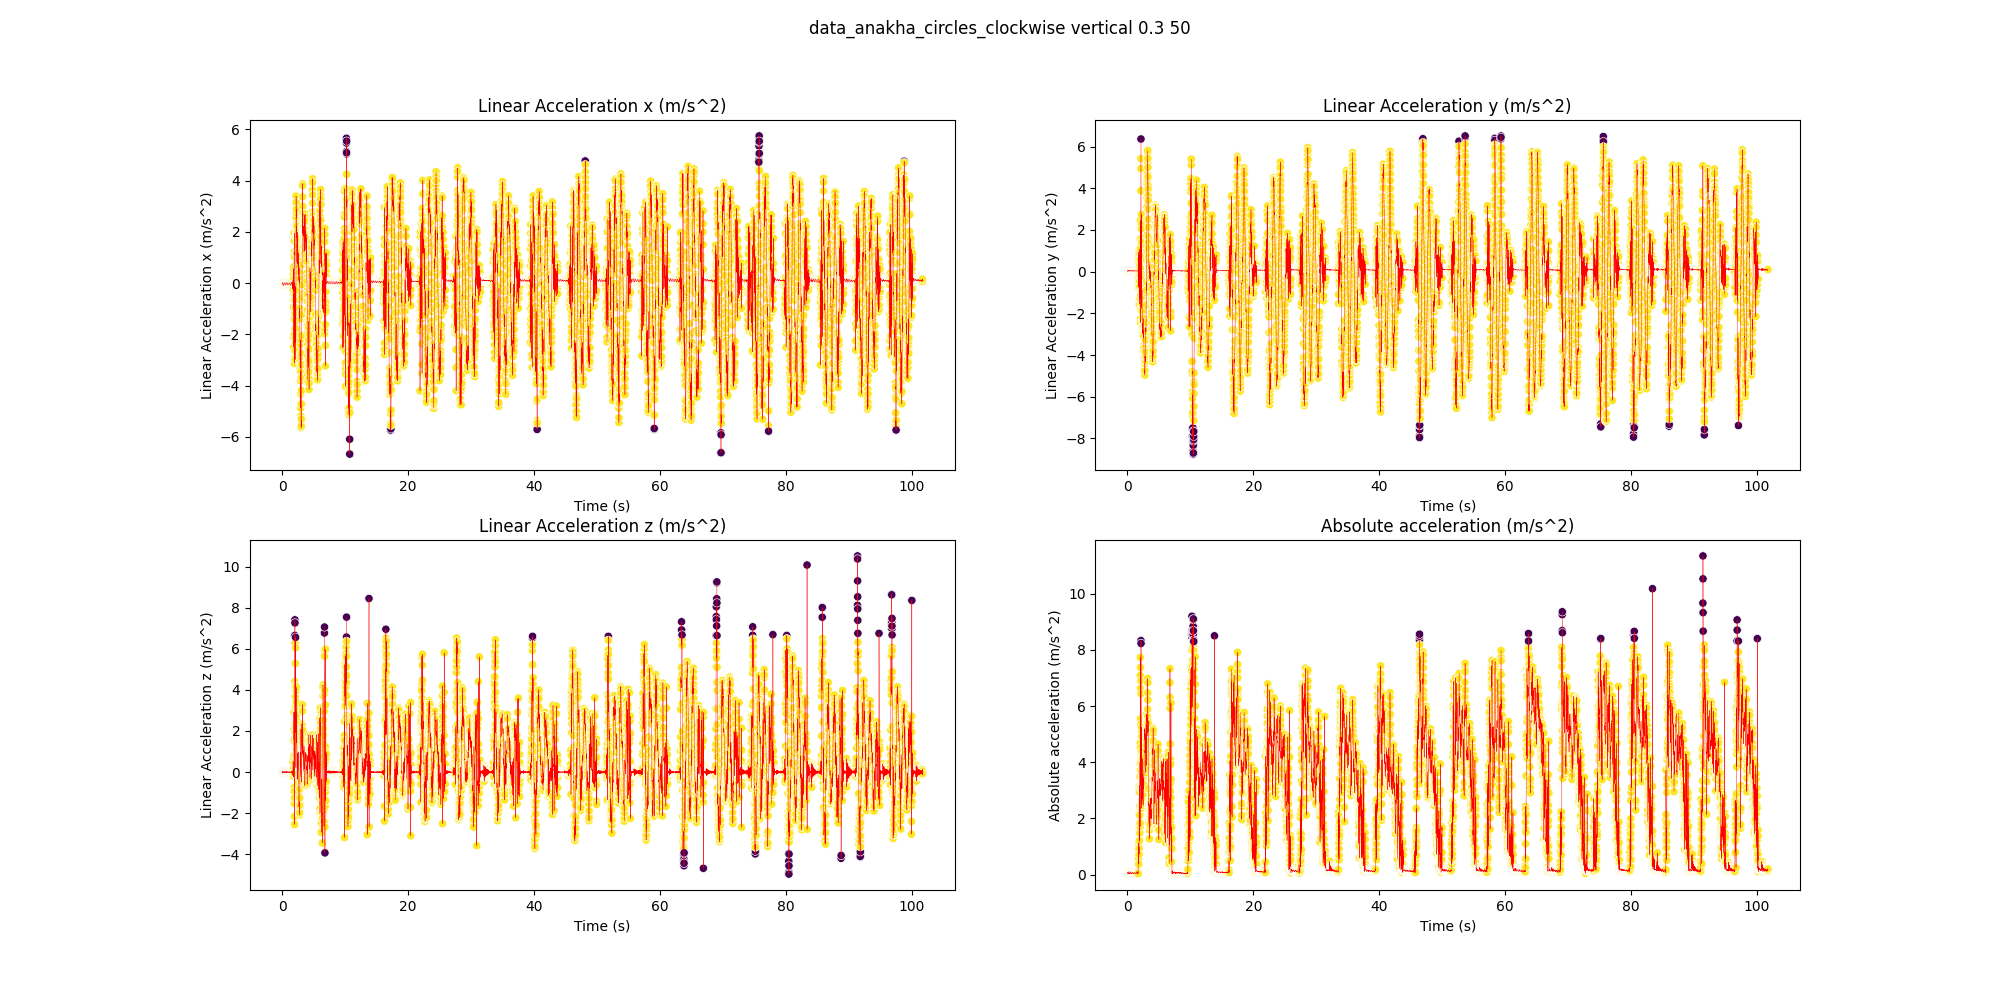 data_anakha_circles_clockwise vertical 0.3 50
Linear Acceleration x (m/s^2)
Linear Acceleration x (m/s^2)
6
4
2
0
−2
−4
−6
0 20 40 60 80 100
Time (s)
Linear Acceleration y (m/s^2)
Linear Acceleration y (m/s^2)
6
4
2
0
−2
−4
−6
−8
0 20 40 60 80 100
Time (s)
Linear Acceleration z (m/s^2)
Linear Acceleration z (m/s^2)
10
8
6
4
2
0
−2
−4
0 20 40 60 80 100
Time (s)
Absolute acceleration (m/s^2)
Absolute acceleration (m/s^2)
10
8
6
4
2
0
0 20 40 60 80 100
Time (s)